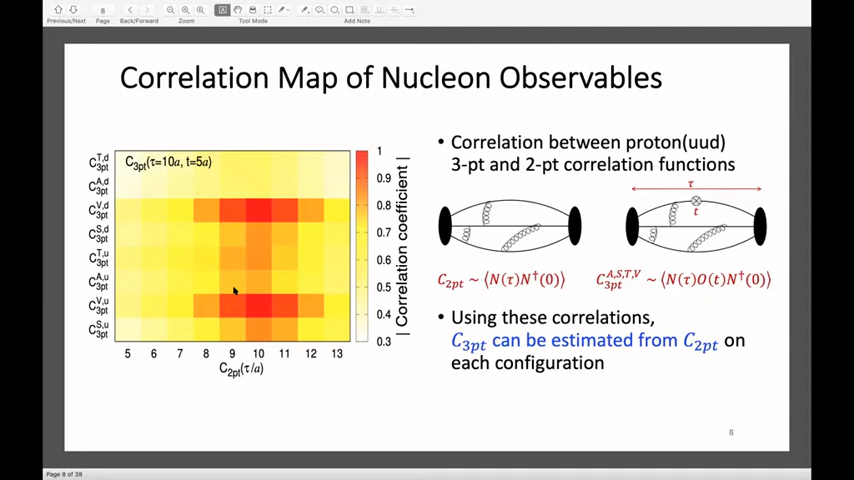 Previous/Next
8
Page
Back/Forward
Zoom
Tool Mode
Add Note
Correlation Map of Nucleon Observables
C3pt(τ=10a, t=5a)
C3pt^T,d
C3pt^A,d
C3pt^V,d
C3pt^S,d
C3pt^T,u
C3pt^A,u
C3pt^V,u
C3pt^S,u
5 6 7 8 9 10 11 12 13
C2pt(τ/a)
1
0.9
0.8
0.7
0.6
0.5
0.4
0.3
| Correlation coefficient |
• Correlation between proton(uud)
3-pt and 2-pt correlation functions
τ
t
C2pt ~ ⟨N(τ)N†(0)⟩
C3pt^A,S,T,V ~ ⟨N(τ)O(t)N†(0)⟩
• Using these correlations,
C3pt can be estimated from C2pt on
each configuration
8
Page 8 of 38